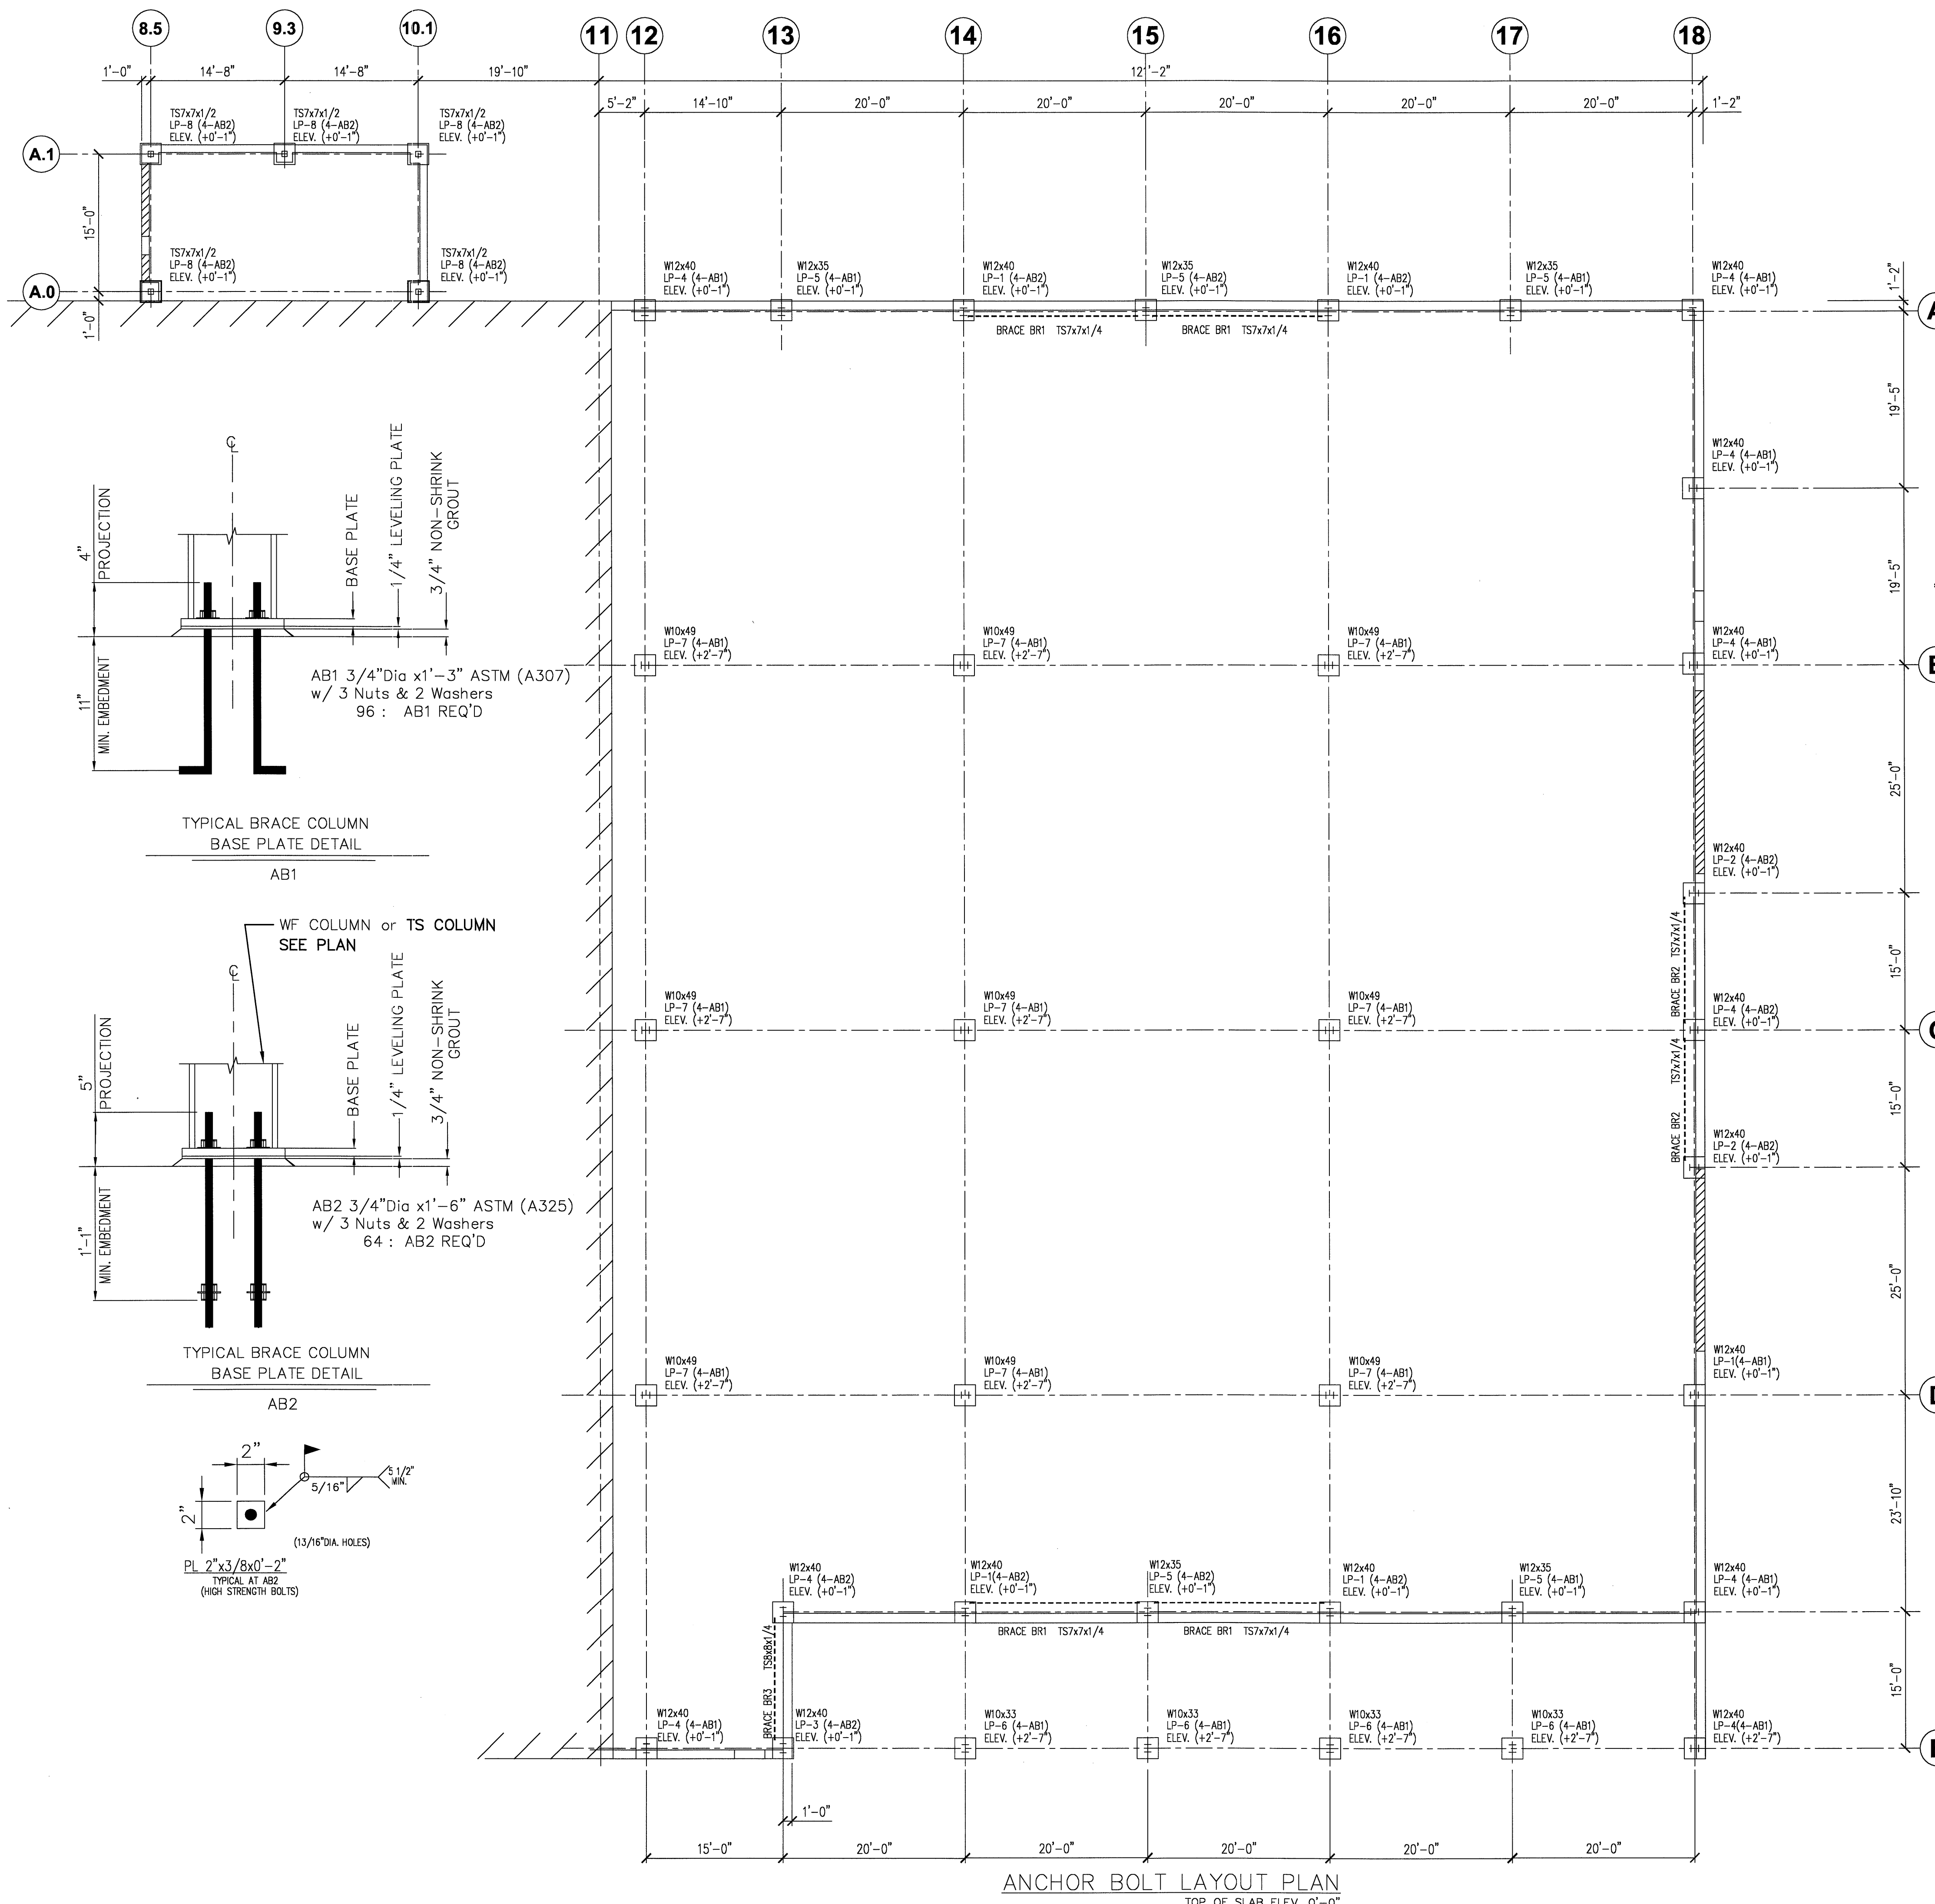 8.5
9.3
10.1
11
12
13
14
15
16
17
18
1'-0"
14'-8"
14'-8"
19'-10"
121'-2"
5'-2"
14'-10"
20'-0"
20'-0"
20'-0"
20'-0"
20'-0"
1'-2"
TS7x7x1/2
LP-8 (4-AB2)
ELEV. (+0'-1")
TS7x7x1/2
LP-8 (4-AB2)
ELEV. (+0'-1")
TS7x7x1/2
LP-8 (4-AB2)
ELEV. (+0'-1")
A.1
15'-0"
TS7x7x1/2
LP-8 (4-AB2)
ELEV. (+0'-1")
TS7x7x1/2
LP-8 (4-AB2)
ELEV. (+0'-1")
A.0
1'-0"
W12x40
LP-4 (4-AB1)
ELEV. (+0'-1")
W12x35
LP-5 (4-AB1)
ELEV. (+0'-1")
W12x40
LP-1 (4-AB2)
ELEV. (+0'-1")
W12x35
LP-5 (4-AB2)
ELEV. (+0'-1")
W12x40
LP-1 (4-AB2)
ELEV. (+0'-1")
W12x35
LP-5 (4-AB1)
ELEV. (+0'-1")
W12x40
LP-4 (4-AB1)
ELEV. (+0'-1")
1'-2"
A
BRACE BR1 TS7x7x1/4
BRACE BR1 TS7x7x1/4
19'-5"
W12x40
LP-4 (4-AB1)
ELEV. (+0'-1")
19'-5"
℄
4"
PROJECTION
11"
MIN. EMBEDMENT
BASE PLATE
1/4" LEVELING PLATE
3/4" NON-SHRINK
GROUT
AB1 3/4"Dia x1'-3" ASTM (A307)
w/ 3 Nuts & 2 Washers
96 : AB1 REQ'D
TYPICAL BRACE COLUMN
BASE PLATE DETAIL
AB1
W10x49
LP-7 (4-AB1)
ELEV. (+2'-7")
W10x49
LP-7 (4-AB1)
ELEV. (+2'-7")
W10x49
LP-7 (4-AB1)
ELEV. (+2'-7")
W12x40
LP-4 (4-AB1)
ELEV. (+0'-1")
25'-0"
W12x40
LP-2 (4-AB2)
ELEV. (+0'-1")
BRACE BR2 TS7x7x1/4
15'-0"
WF COLUMN or TS COLUMN
SEE PLAN
℄
5"
PROJECTION
1'-1"
MIN. EMBEDMENT
BASE PLATE
1/4" LEVELING PLATE
3/4" NON-SHRINK
GROUT
AB2 3/4"Dia x1'-6" ASTM (A325)
w/ 3 Nuts & 2 Washers
64 : AB2 REQ'D
TYPICAL BRACE COLUMN
BASE PLATE DETAIL
AB2
W10x49
LP-7 (4-AB1)
ELEV. (+2'-7")
W10x49
LP-7 (4-AB1)
ELEV. (+2'-7")
W10x49
LP-7 (4-AB1)
ELEV. (+2'-7")
W12x40
LP-4 (4-AB2)
ELEV. (+0'-1")
BRACE BR2 TS7x7x1/4
15'-0"
W12x40
LP-2 (4-AB2)
ELEV. (+0'-1")
25'-0"
W10x49
LP-7 (4-AB1)
ELEV. (+2'-7")
W10x49
LP-7 (4-AB1)
ELEV. (+2'-7")
W10x49
LP-7 (4-AB1)
ELEV. (+2'-7")
W12x40
LP-1(4-AB1)
ELEV. (+0'-1")
23'-10"
2"
2"
5/16"
5 1/2"
MIN.
(13/16"DIA. HOLES)
PL 2"x3/8x0'-2"
TYPICAL AT AB2
(HIGH STRENGTH BOLTS)
W12x40
LP-4 (4-AB2)
ELEV. (+0'-1")
W12x40
LP-1(4-AB2)
ELEV. (+0'-1")
W12x35
LP-5 (4-AB2)
ELEV. (+0'-1")
W12x40
LP-1 (4-AB2)
ELEV. (+0'-1")
W12x35
LP-5 (4-AB1)
ELEV. (+0'-1")
W12x40
LP-4 (4-AB1)
ELEV. (+0'-1")
BRACE BR1 TS7x7x1/4
BRACE BR1 TS7x7x1/4
BRACE BR3 TS8x8x1/4
15'-0"
W12x40
LP-4 (4-AB1)
ELEV. (+0'-1")
W12x40
LP-3 (4-AB2)
ELEV. (+0'-1")
W10x33
LP-6 (4-AB1)
ELEV. (+2'-7")
W10x33
LP-6 (4-AB1)
ELEV. (+2'-7")
W10x33
LP-6 (4-AB1)
ELEV. (+2'-7")
W10x33
LP-6 (4-AB1)
ELEV. (+2'-7")
W12x40
LP-4(4-AB1)
ELEV. (+2'-7")
1'-0"
15'-0"
20'-0"
20'-0"
20'-0"
20'-0"
20'-0"
ANCHOR BOLT LAYOUT PLAN
TOP OF SLAB ELEV. 0'-0"